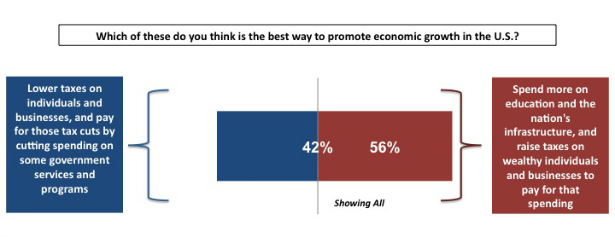 Which of these do you think is the best way to promote economic growth in the U.S.?
Lower taxes on
individuals and
businesses, and pay
for those tax cuts by
cutting spending on
some government
services and
programs
42%
56%
Spend more on
education and the
nation's
infrastructure, and
raise taxes on
wealthy individuals
and businesses to
pay for that
spending
Showing All